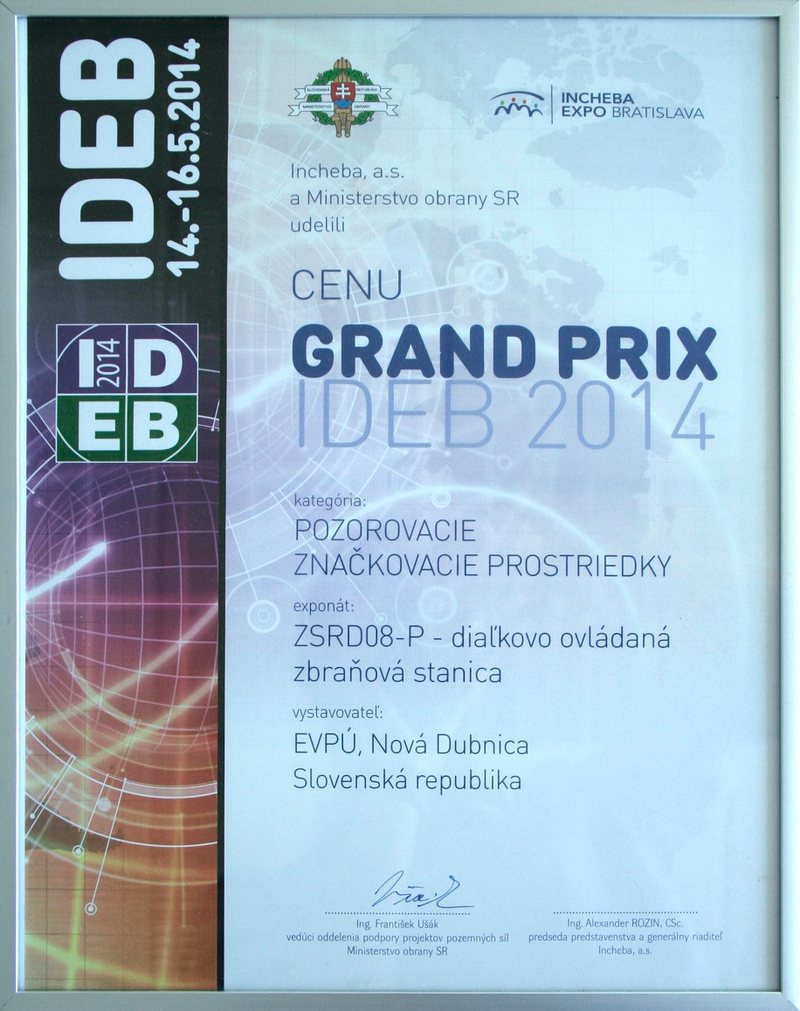 IDEB
14.-16.5.2014
ID
2014
EB
SLOVENSKÁ REPUBLIKA
MINISTERSTVO OBRANY
INCHEBA
EXPO BRATISLAVA
Incheba, a.s.
a Ministerstvo obrany SR
udelili
CENU
GRAND PRIX
IDEB 2014
kategória:
POZOROVACIE
ZNAČKOVACIE PROSTRIEDKY
exponát:
ZSRD08-P - diaľkovo ovládaná
zbraňová stanica
vystavovateľ:
EVPÚ, Nová Dubnica
Slovenská republika
Ing. František Ušák
vedúci oddelenia podpory projektov pozemných síl
Ministerstvo obrany SR
Ing. Alexander ROZIN, CSc.
predseda predstavenstva a generálny riaditeľ
Incheba, a.s.